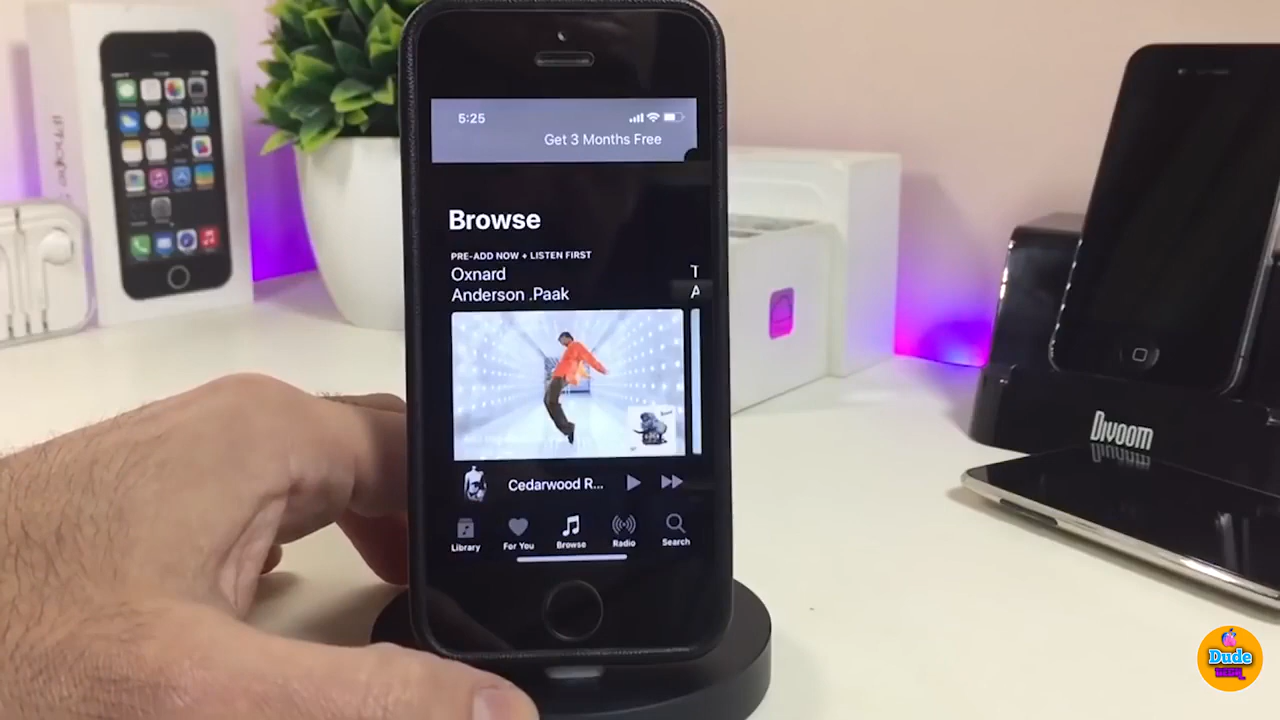 iPhone
5:25
Get 3 Months Free
Browse
PRE-ADD NOW + LISTEN FIRST
Oxnard
Anderson .Paak
T
A
Cedarwood R...
Library
For You
Browse
Radio
Search
Divoom
Dude